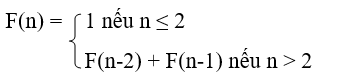 F(n) = { 1 nếu n ≤ 2
F(n-2) + F(n-1) nếu n > 2